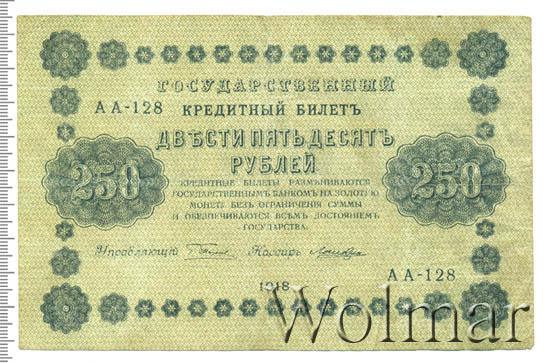 ГОСУДАРСТВЕННЫЙ
АА-128 КРЕДИТНЫЙ БИЛЕТЪ
ДВѢСТИ ПЯТЬДЕСЯТЪ
РУБЛЕЙ
250 250
КРЕДИТНЫЕ БИЛЕТЫ РАЗМѢНИВАЮТСЯ
ГОСУДАРСТВЕННЫМЪ БАНКОМЪ НА ЗОЛОТУЮ
МОНЕТУ БЕЗЪ ОГРАНИЧЕНІЯ СУММЫ
И ОБЕЗПЕЧИВАЮТСЯ ВСѢМЪ ДОСТОЯНІЕМЪ
ГОСУДАРСТВА.
Управляющій Кассиръ
АА-128
1918
Wolmar